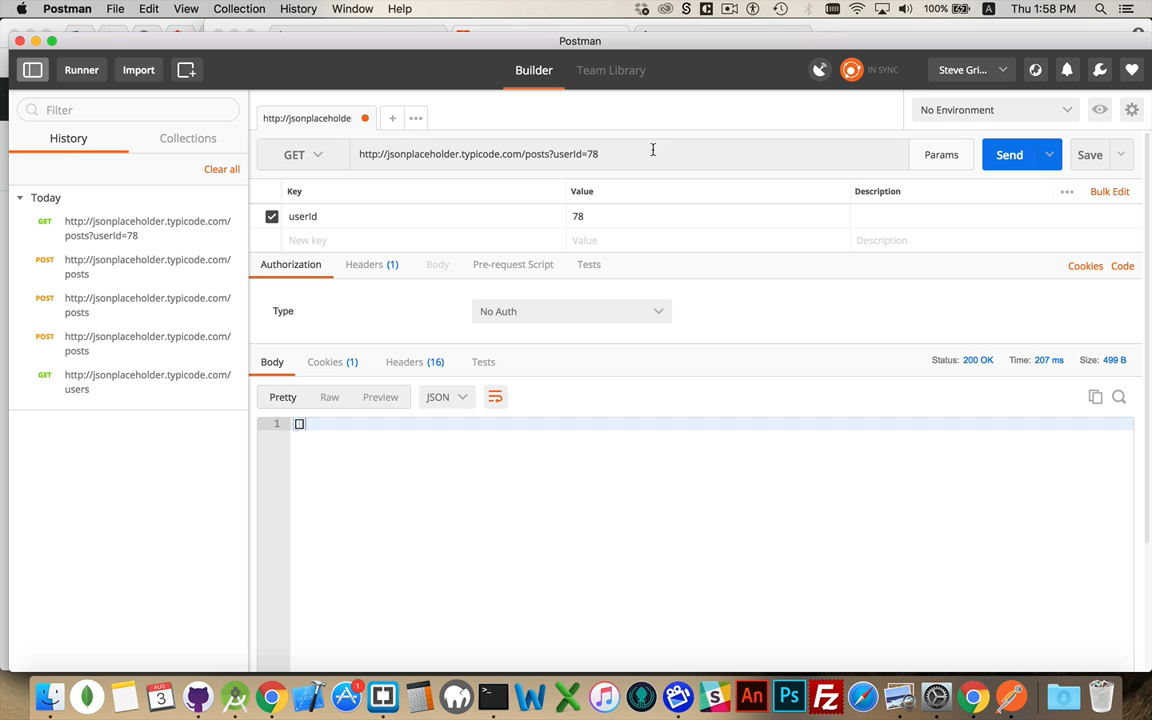 Postman File Edit View Collection History Window Help 100% A Thu 1:58 PM
Postman
Runner Import Builder Team Library IN SYNC Steve Gri...
Filter
History Collections
Clear all
Today
GET http://jsonplaceholder.typicode.com/
posts?userId=78
POST http://jsonplaceholder.typicode.com/
posts
POST http://jsonplaceholder.typicode.com/
posts
POST http://jsonplaceholder.typicode.com/
posts
GET http://jsonplaceholder.typicode.com/
users
http://jsonplaceholde
No Environment
GET http://jsonplaceholder.typicode.com/posts?userId=78 Params Send Save
Key Value Description Bulk Edit
userId 78
New key Value Description
Authorization Headers (1) Body Pre-request Script Tests Cookies Code
Type No Auth
Body Cookies (1) Headers (16) Tests Status: 200 OK Time: 207 ms Size: 499 B
Pretty Raw Preview JSON
1 []
AUG 3 1 >_ W X An Ps FZ